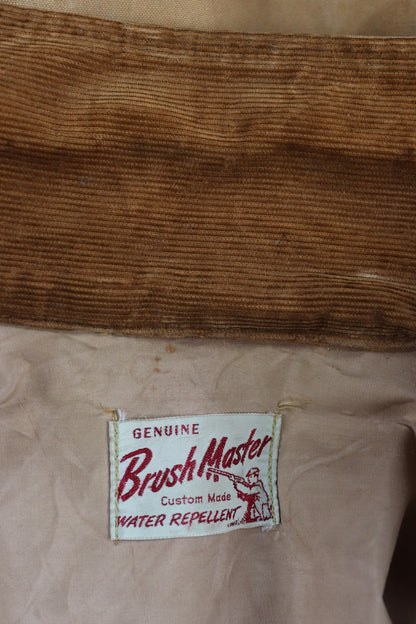 GENUINE
Brush Master
Custom Made
WATER REPELLENT